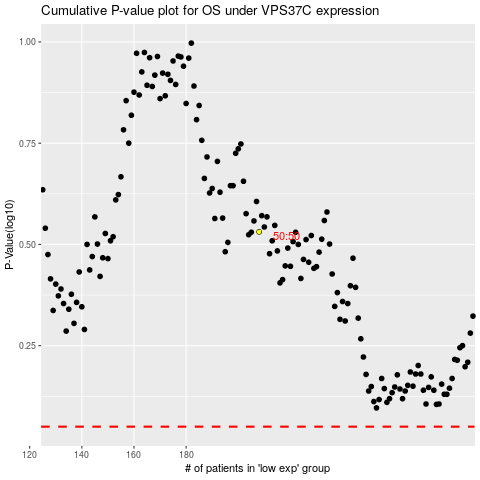 Cumulative P-value plot for OS under VPS37C expression
1.00
0.75
0.50
0.25
P-Value(log10)
50:50
120 140 160 180
# of patients in 'low exp' group